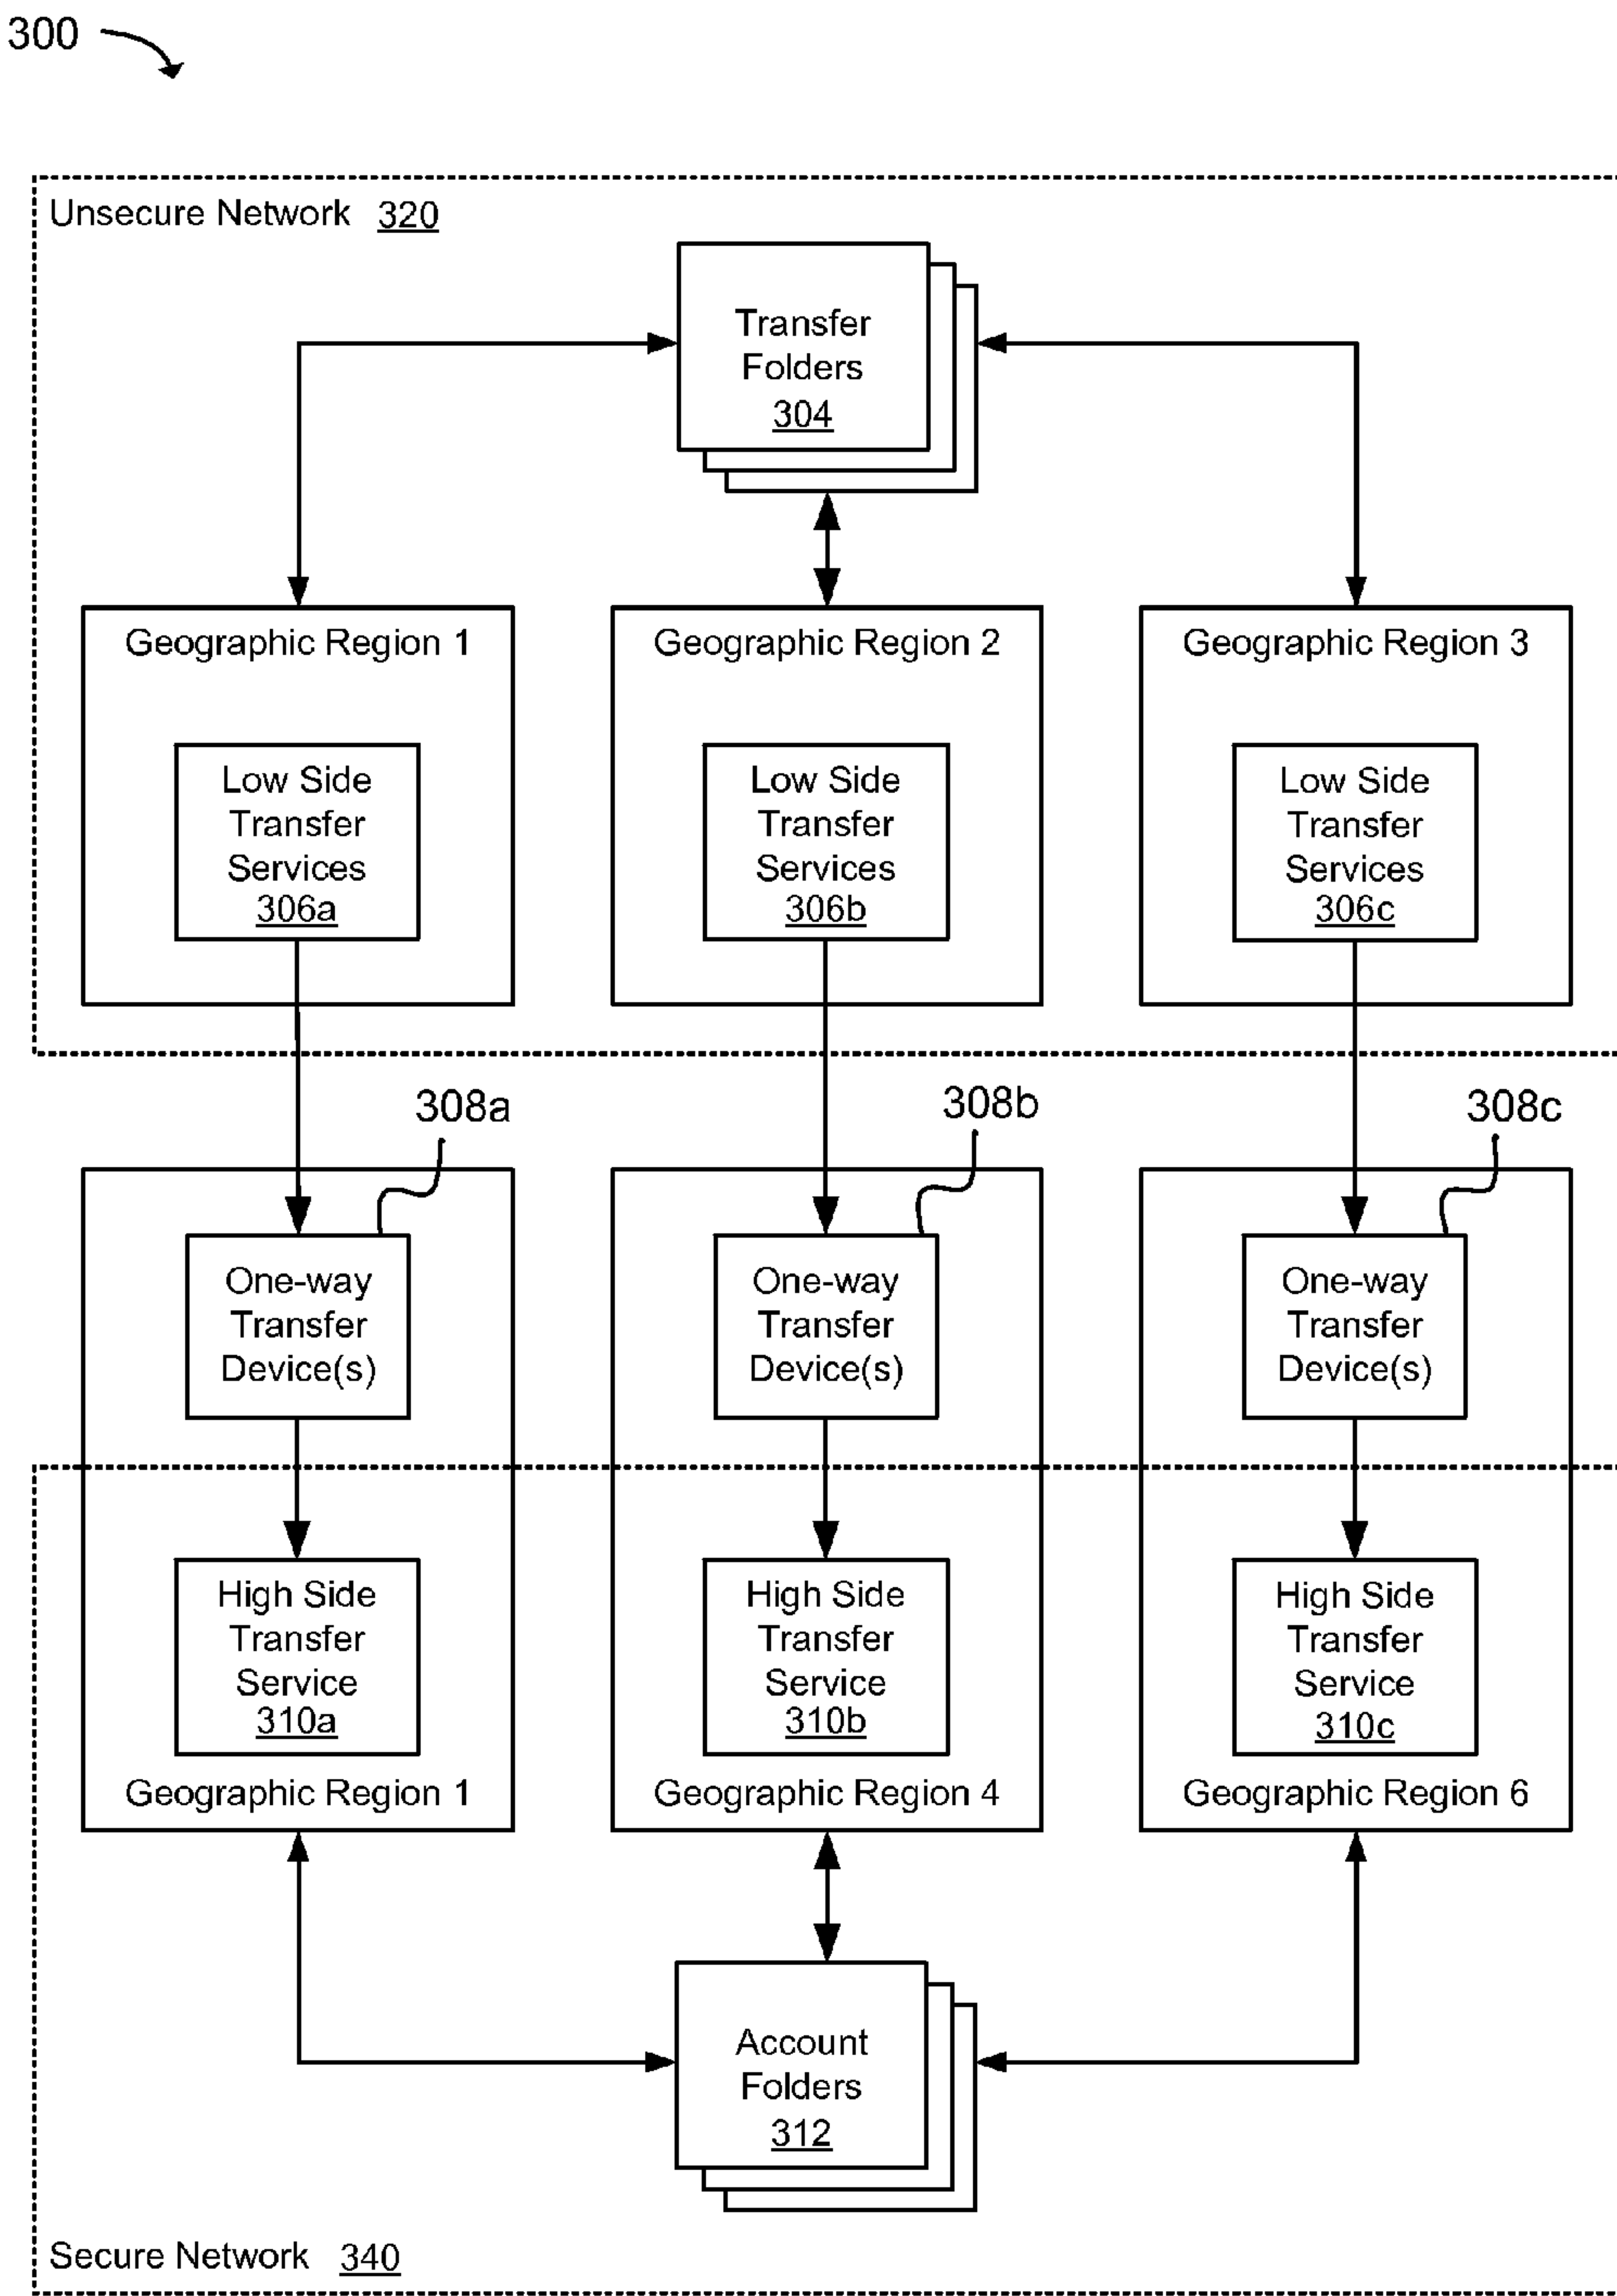 300
Unsecure Network 320
Transfer
Folders
304
Geographic Region 1
Low Side
Transfer
Services
306a
Geographic Region 2
Low Side
Transfer
Services
306b
Geographic Region 3
Low Side
Transfer
Services
306c
308a
One-way
Transfer
Device(s)
High Side
Transfer
Service
310a
Geographic Region 1
308b
One-way
Transfer
Device(s)
High Side
Transfer
Service
310b
Geographic Region 4
308c
One-way
Transfer
Device(s)
High Side
Transfer
Service
310c
Geographic Region 6
Account
Folders
312
Secure Network 340